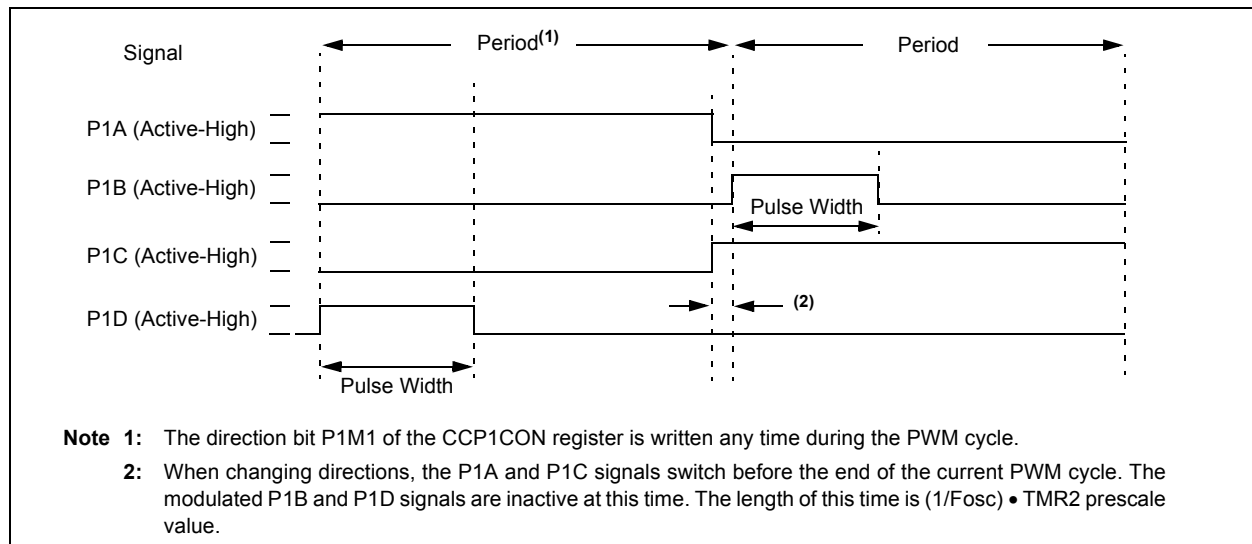 Signal
Period(1)
Period
P1A (Active-High)
P1B (Active-High)
Pulse Width
P1C (Active-High)
(2)
P1D (Active-High)
Pulse Width
Note 1: The direction bit P1M1 of the CCP1CON register is written any time during the PWM cycle.
2: When changing directions, the P1A and P1C signals switch before the end of the current PWM cycle. The
modulated P1B and P1D signals are inactive at this time. The length of this time is (1/Fosc) • TMR2 prescale
value.